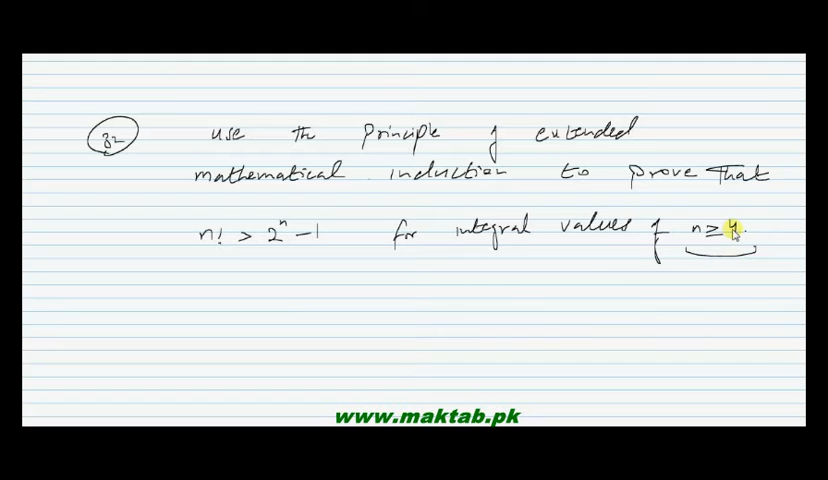 32 use the principle of extended
mathematical induction to prove that
n! > 2ⁿ - 1 for integral values of n ≥ 4.
www.maktab.pk